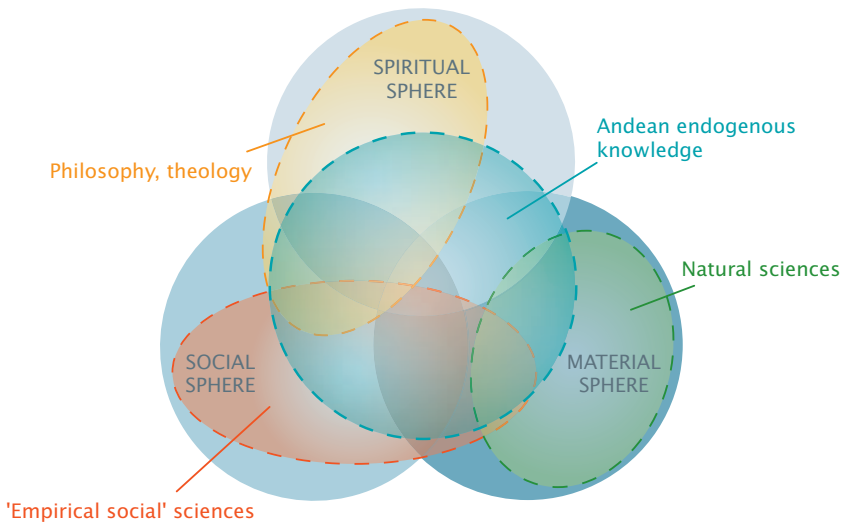 SPIRITUAL
SPHERE
Andean endogenous
knowledge
Philosophy, theology
Natural sciences
SOCIAL
SPHERE
MATERIAL
SPHERE
'Empirical social' sciences